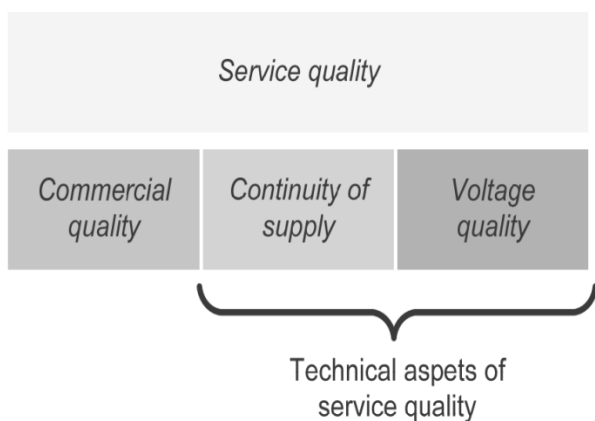 Service quality
Commercial
quality
Continuity of
supply
Voltage
quality
Technical aspets of
service quality